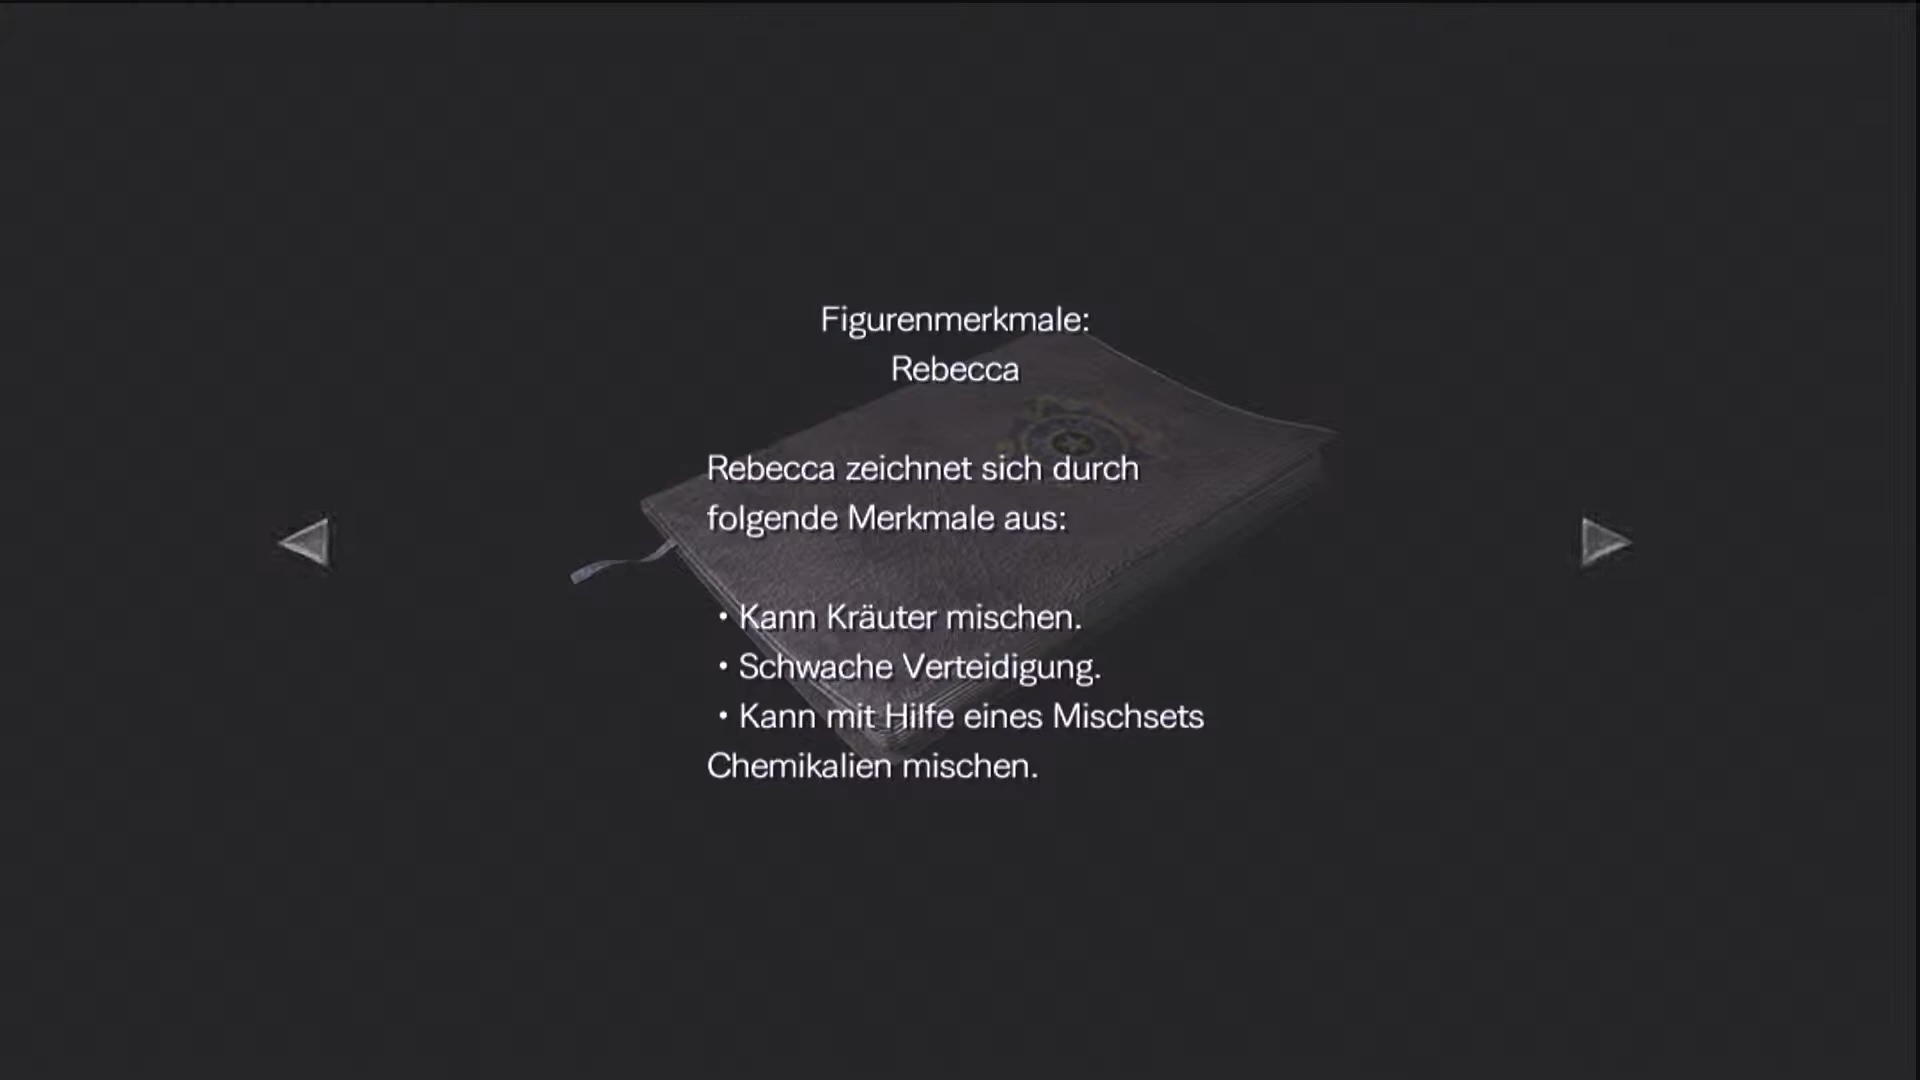 Figurenmerkmale:
Rebecca
Rebecca zeichnet sich durch
folgende Merkmale aus:
・Kann Kräuter mischen.
・Schwache Verteidigung.
・Kann mit Hilfe eines Mischsets
Chemikalien mischen.